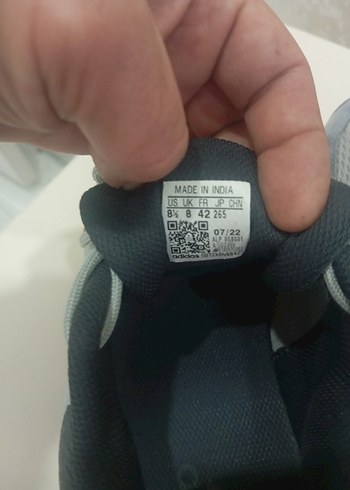 MADE IN INDIA
US UK FR JP CHN
8½ 8 42 265
07/22
adidas